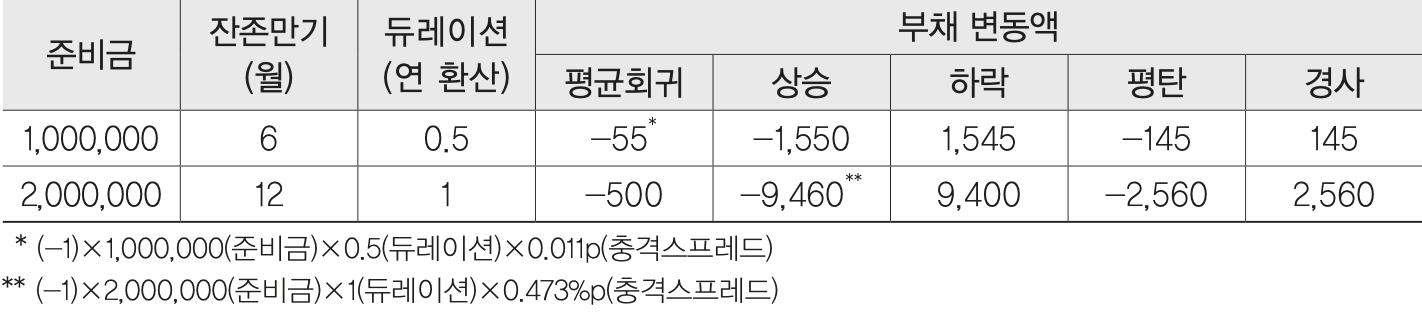 준비금 잔존만기 (월) 듀레이션 (연 환산) 부채 변동액
평균회귀 상승 하락 평탄 경사
1,000,000 6 0.5 −55* −1,550 1,545 −145 145
2,000,000 12 1 −500 −9,460** 9,400 −2,560 2,560
* (−1)×1,000,000(준비금)×0.5(듀레이션)×0.011p(충격스프레드)
** (−1)×2,000,000(준비금)×1(듀레이션)×0.473%p(충격스프레드)